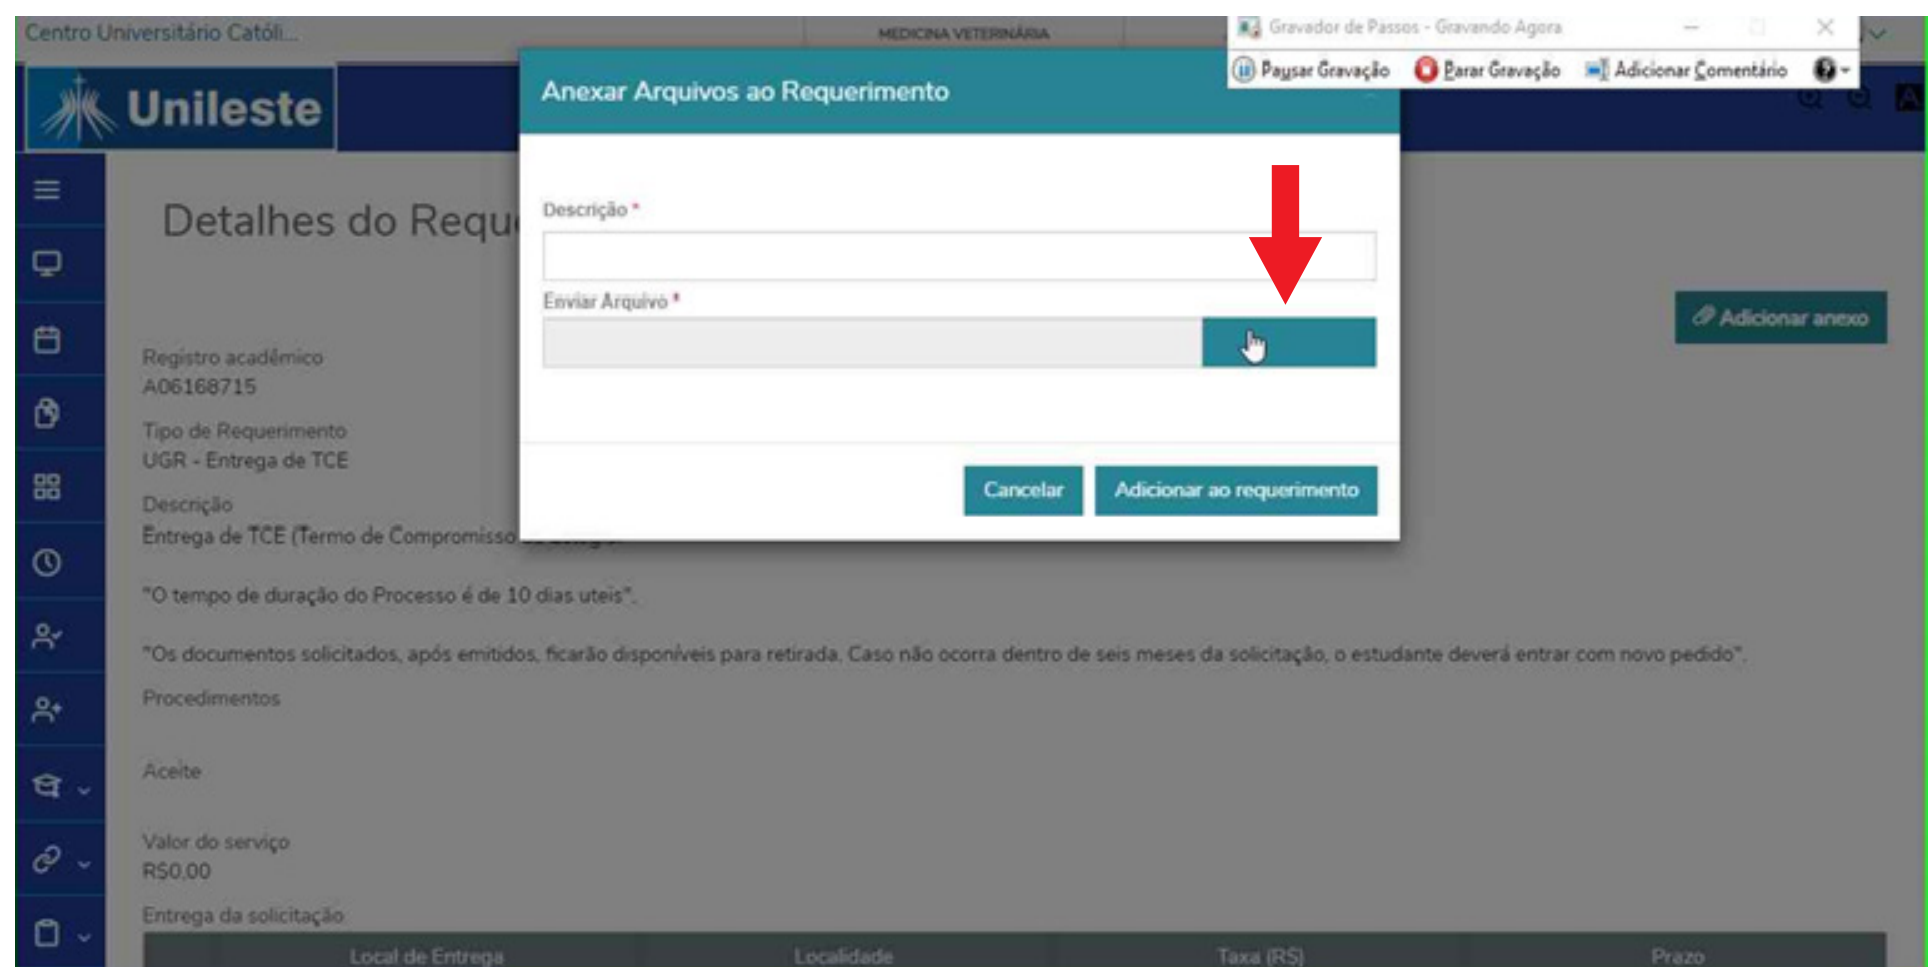 Centro Universitário Católi...
MEDICINA VETERINÁRIA
Gravador de Passos - Gravando Agora
Pausar Gravação
Parar Gravação
Adicionar Comentário
Unileste
Anexar Arquivos ao Requerimento
Detalhes do Reque
Descrição *
Enviar Arquivo *
Adicionar anexo
Cancelar
Adicionar ao requerimento
Registro acadêmico
A06168715
Tipo de Requerimento
UGR - Entrega de TCE
Descrição
Entrega de TCE (Termo de Compromisso
"O tempo de duração do Processo é de 10 dias uteis".
"Os documentos solicitados, após emitidos, ficarão disponíveis para retirada. Caso não ocorra dentro de seis meses da solicitação, o estudante deverá entrar com novo pedido".
Procedimentos
Aceite
Valor do serviço
R$0,00
Entrega da solicitação
Local de Entrega
Localidade
Taxa (R$)
Prazo